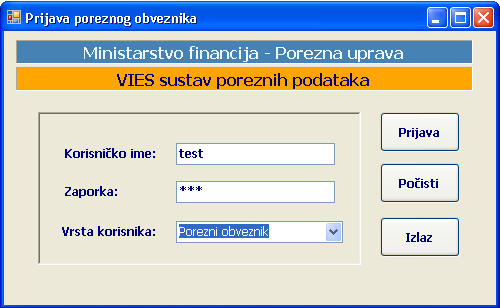 Prijava poreznog obveznika
Ministarstvo financija - Porezna uprava
VIES sustav poreznih podataka
Korisničko ime: test
Prijava
Zaporka: ***
Počisti
Vrsta korisnika: Porezni obveznik
Izlaz